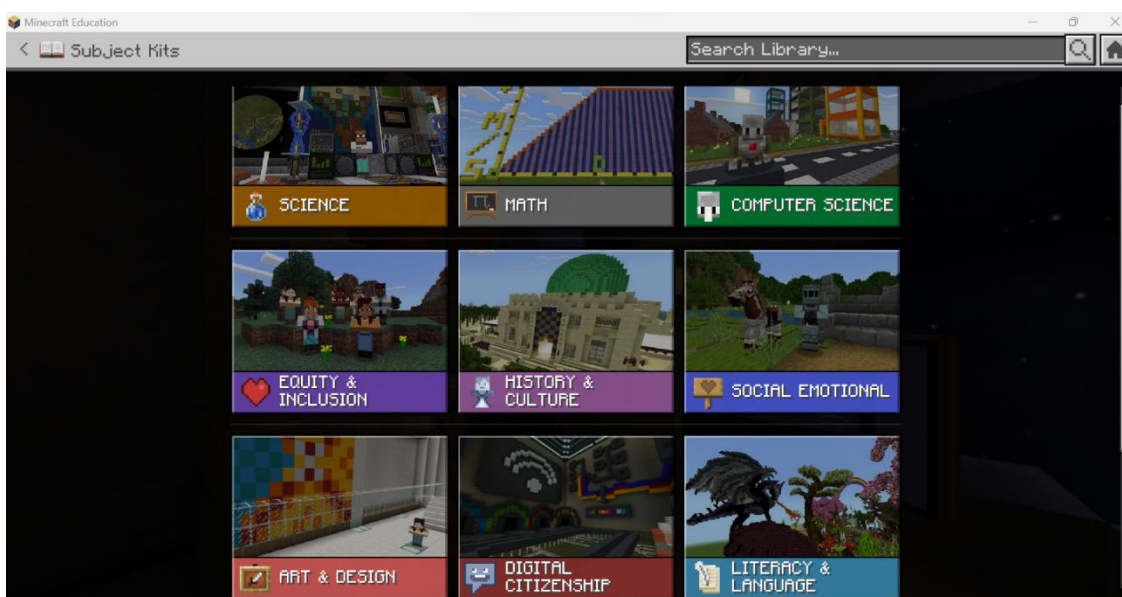 Minecraft Education
Subject Kits
Search Library...
SCIENCE
MATH
COMPUTER SCIENCE
EQUITY &
INCLUSION
HISTORY &
CULTURE
SOCIAL EMOTIONAL
ART & DESIGN
DIGITAL
CITIZENSHIP
LITERACY &
LANGUAGE